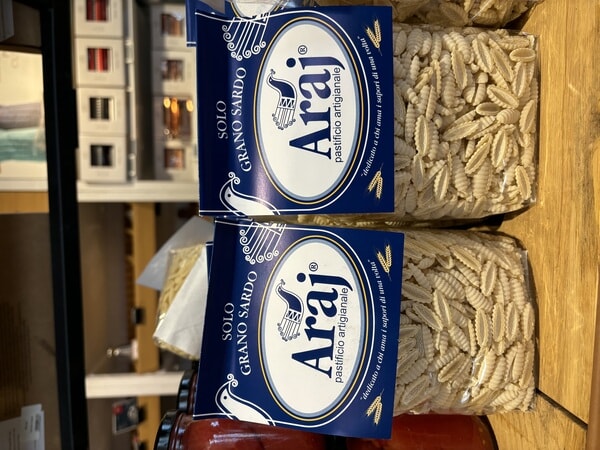 SOLO
GRANO SARDO
Araj®
pastificio artigianale
"dedicato a chi ama i sapori di una volta"
SOLO
GRANO SARDO
Araj®
pastificio artigianale
"dedicato a chi ama i sapori di una volta"